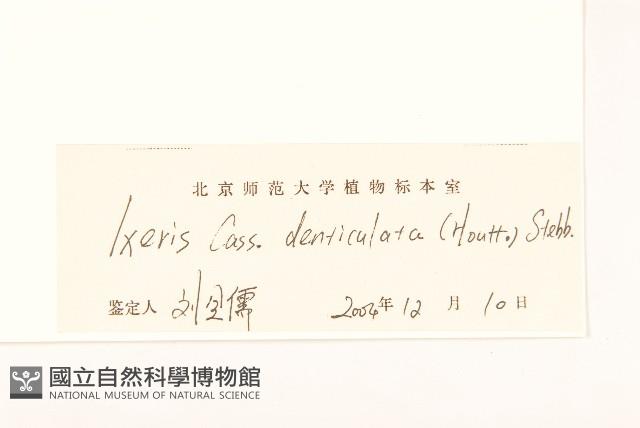 北京师范大学植物标本室
Ixeris Cass. denticulata (Houtt.) Stebb.
鉴定人 刘全儒
2004年12月10日
國立自然科學博物館
NATIONAL MUSEUM OF NATURAL SCIENCE